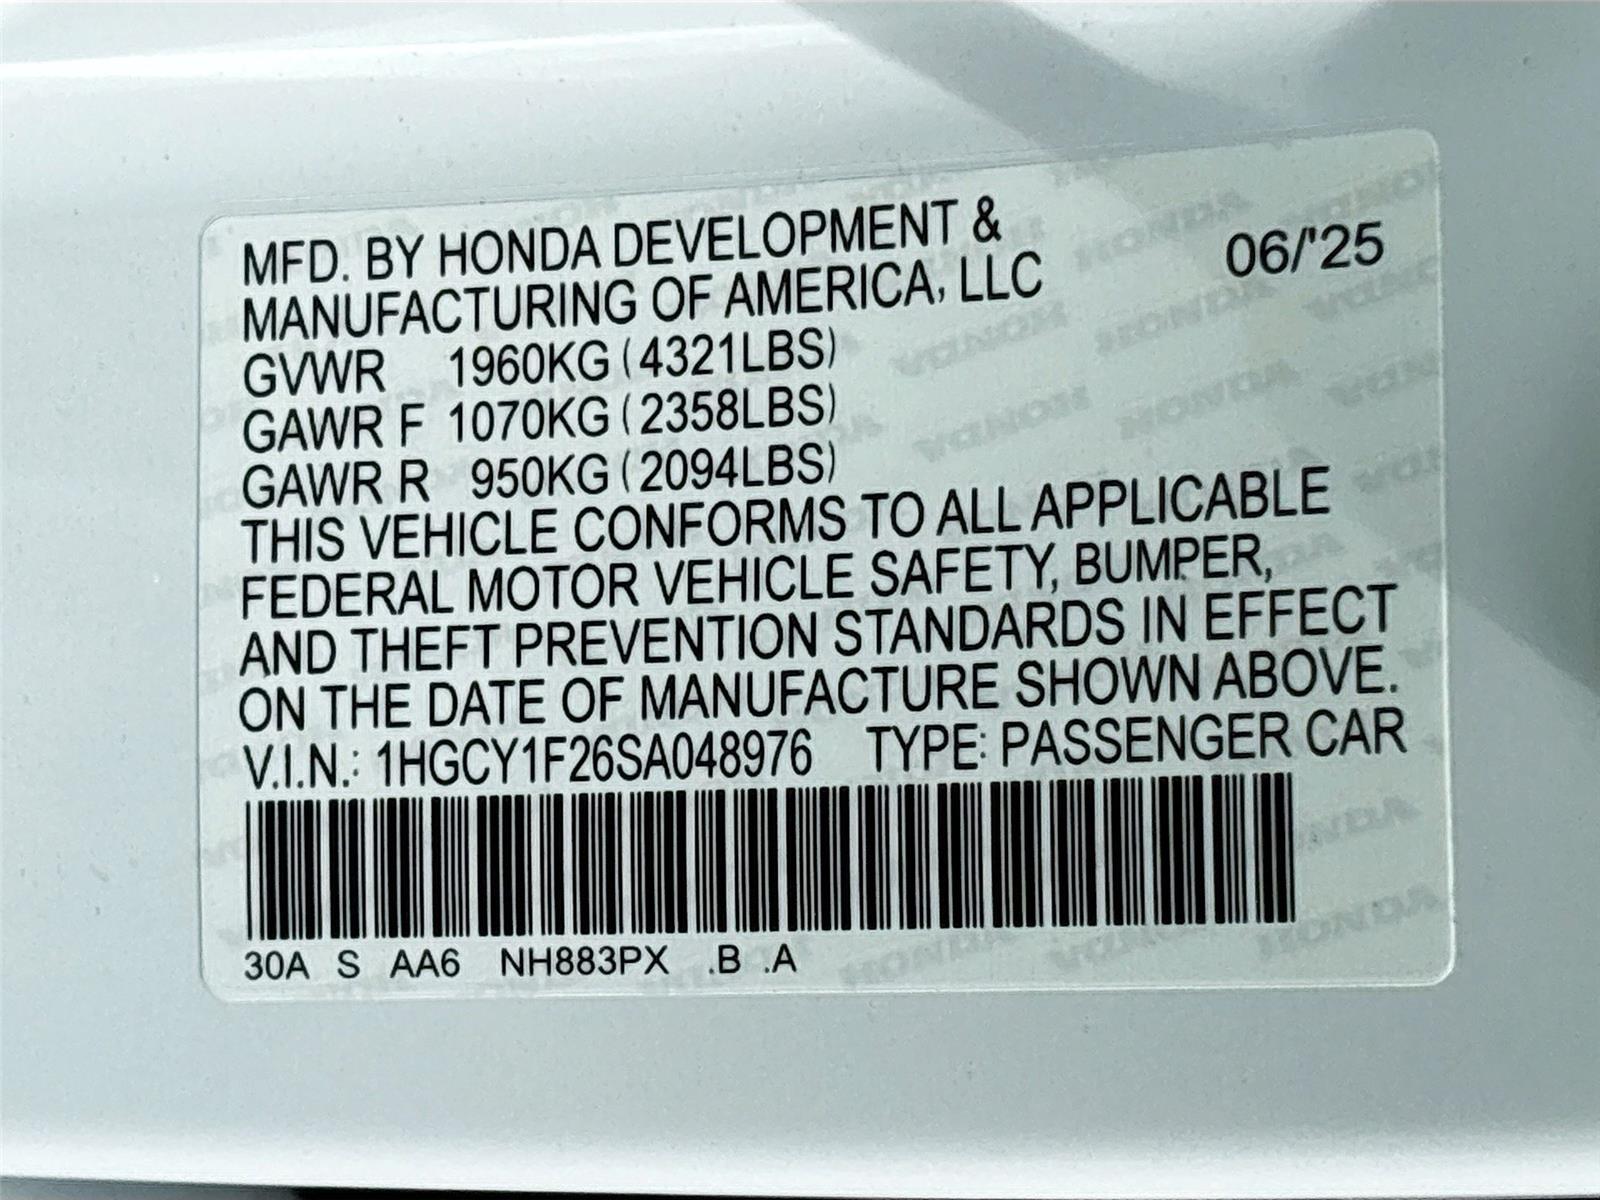 MFD. BY HONDA DEVELOPMENT &
MANUFACTURING OF AMERICA, LLC
06/'25
GVWR 1960KG (4321LBS)
GAWR F 1070KG (2358LBS)
GAWR R 950KG (2094LBS)
THIS VEHICLE CONFORMS TO ALL APPLICABLE
FEDERAL MOTOR VEHICLE SAFETY, BUMPER,
AND THEFT PREVENTION STANDARDS IN EFFECT
ON THE DATE OF MANUFACTURE SHOWN ABOVE.
V.I.N.: 1HGCY1F26SA048976 TYPE: PASSENGER CAR
30A S AA6 NH883PX .B .A